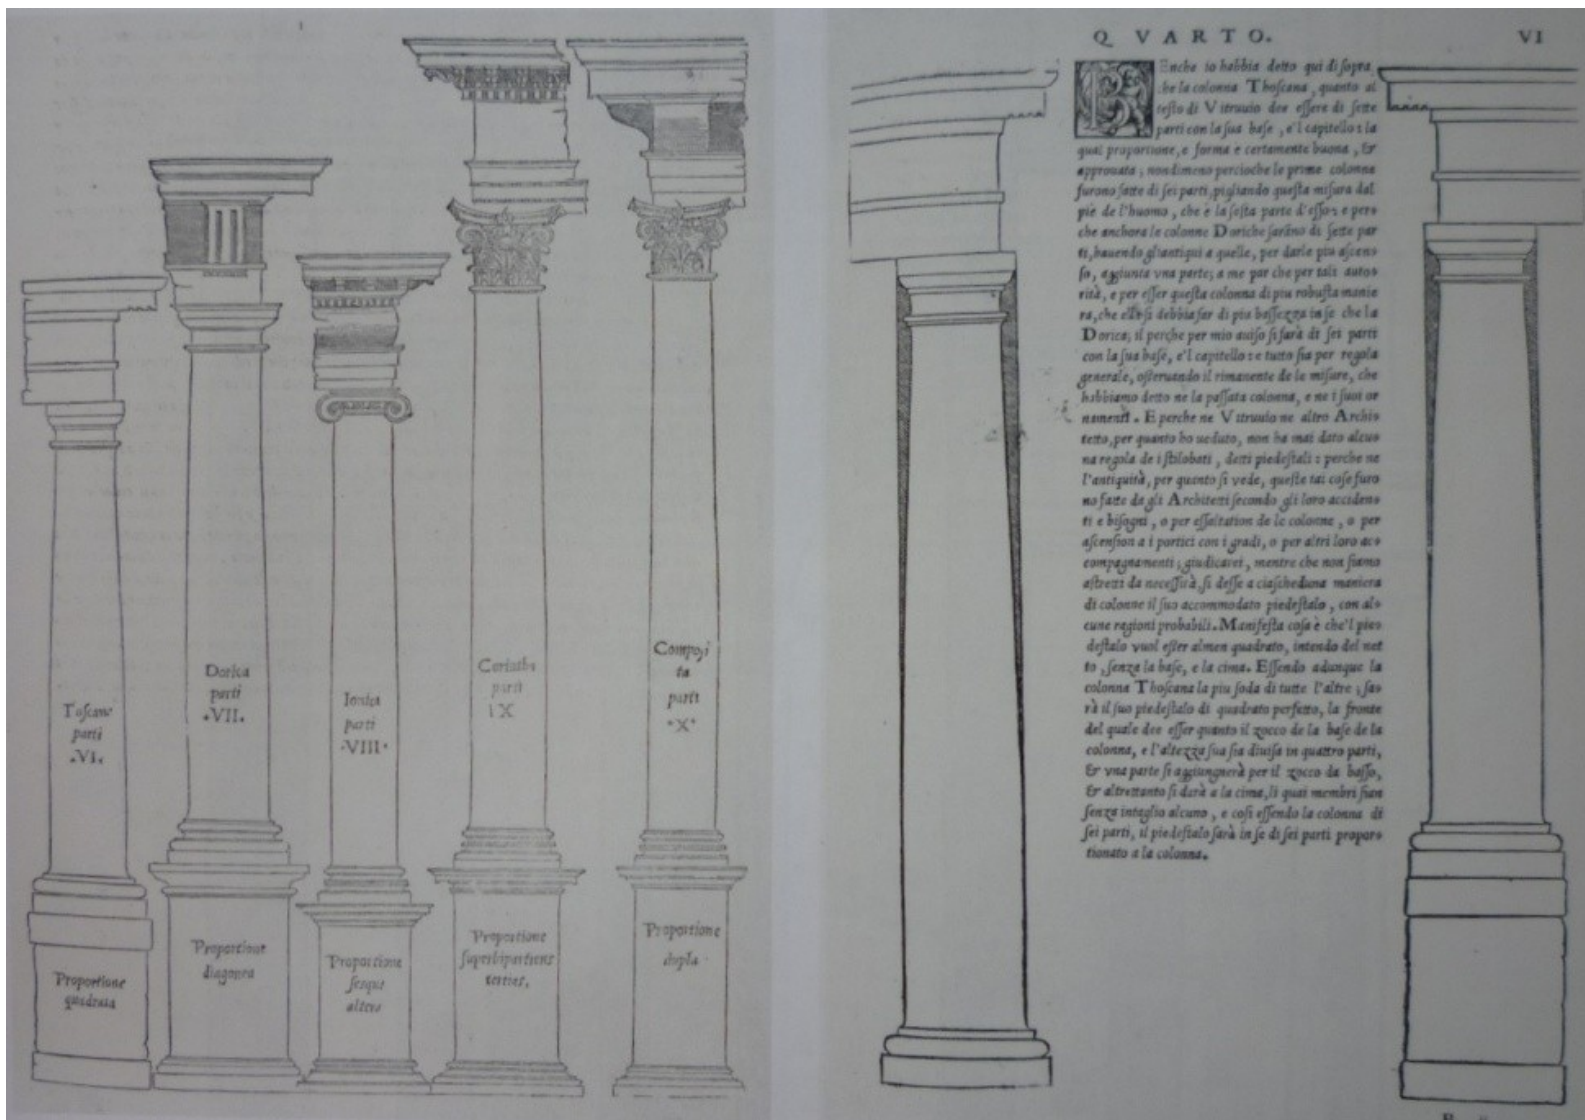 Toscana
parti
.VI.
Dorica
parti
.VII.
Ionica
parti
.VIII.
Corinthia
parti
IX
Composi
ta
parti
.X.
Proportione
quadrata
Proportione
diagonea
Proportione
sesqui
altera
Proportione
superbipartiens
tertias.
Proportione
dupla
QVARTO. VI
BEnche io habbia detto qui di sopra,
che la colonna Thoscana, quanto al
testo di Vitruuio dee essere di sette
parti con la sua base, e'l capitello: la
qual proportione, e forma e certamente buona, &
approuata; nondimeno percioche le prime colonne
furono fatte di sei parti, pigliando questa misura dal
pie de l'huomo, che è la sesta parte d'esso: e pero
che anchora le colonne Doriche sarãno di sette par
ti, hauendo gliantiqui a quelle, per darle piu ascen
so, aggiunta vna parte; a me par che per tali auto
rità, e per esser questa colonna di piu robusta manie
ra, che ella si debbia far di piu bassezza in se che la
Dorica; il perche per mio auiso si farà di sei parti
con la sua base, e'l capitello: e tutto sia per regola
generale, osseruando il rimanente de le misure, che
habbiamo detto ne la passata colonna, e ne i suoi or
namenti. E perche ne Vitruuio ne altro Archi
tetto, per quanto ho ueduto, non ha mai dato alcu
na regola de i stilobati, detti piedestali: perche ne
l'antiquità, per quanto si vede, queste tai cose furo
no fatte da gli Architetti secondo gli loro acciden
ti e bisogni, o per essaltation de le colonne, o per
ascension a i portici con i gradi, o per altri loro ac
compagnamenti; giudicarei, mentre che non siamo
astretti da necessità, si desse a ciascheduna maniera
di colonne il suo accommodato piedestalo, con al
cune ragioni probabili. Manifesta cosa è che'l pie
destalo vuol esser almen quadrato, intendo del net
to, senza la base, e la cima. Essendo adunque la
colonna Thoscana la piu soda di tutte l'altre; sa
rà il suo piedestalo di quadrato perfetto, la fronte
del quale dee esser quanto il zocco de la base de la
colonna, e l'altezza sua sia diuisa in quattro parti,
& vna parte si aggiungnerà per il zocco da basso,
& altrettanto si darà a la cima, li quai membri sian
senza intaglio alcuno, e cosi essendo la colonna di
sei parti, il piedestalo sarà in se di sei parti propor
tionato a la colonna.